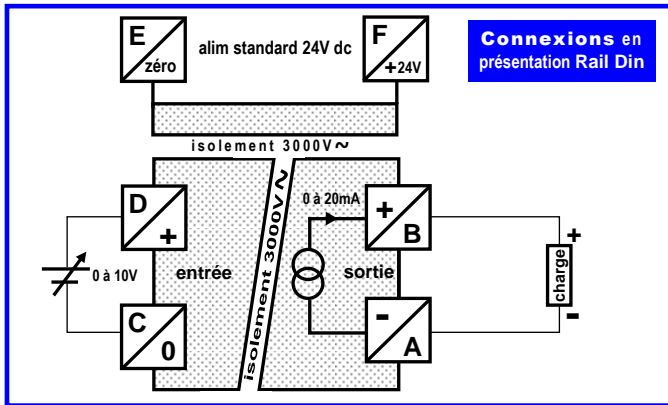 E
zéro
alim standard 24V dc
F
+24V
Connexions en
présentation Rail Din
isolement 3000V ~
D
+
0 à 10V
C
0
entrée
isolement 3000V ~
0 à 20mA
sortie
+
B
-
A
+
charge
-